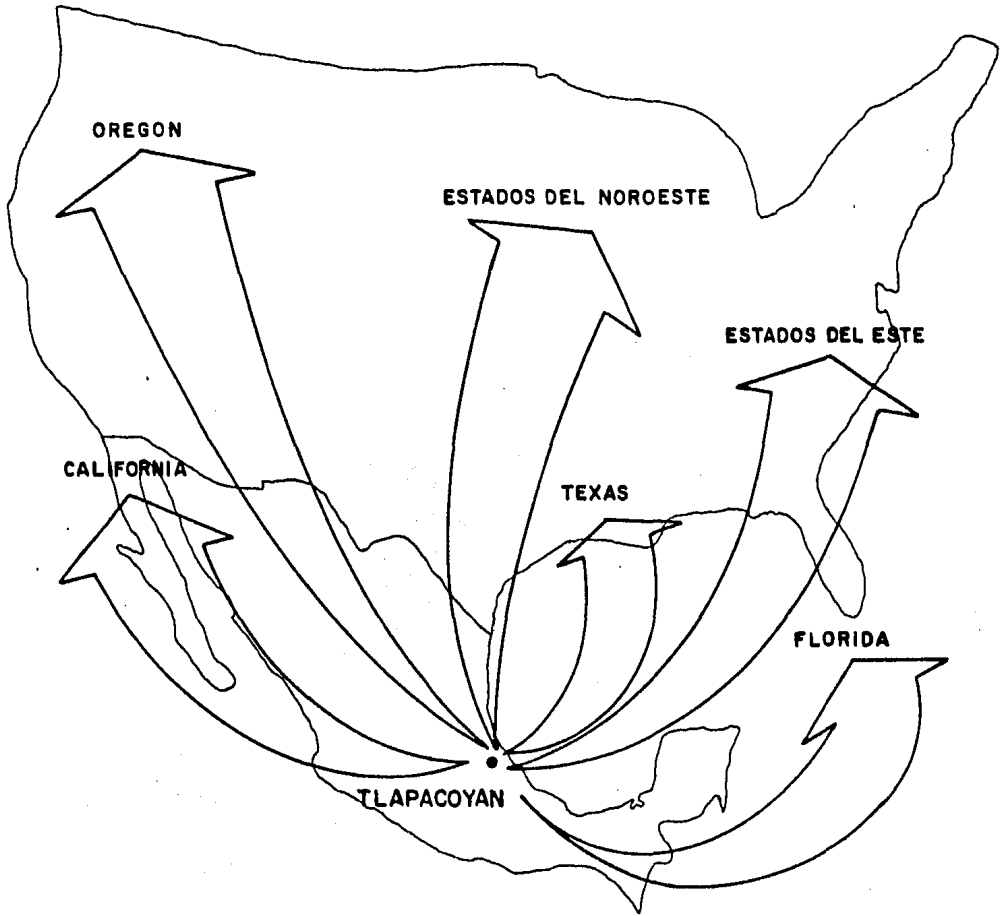 OREGON
ESTADOS DEL NOROESTE
ESTADOS DEL ESTE
CALIFORNIA
TEXAS
FLORIDA
TLAPACOYAN